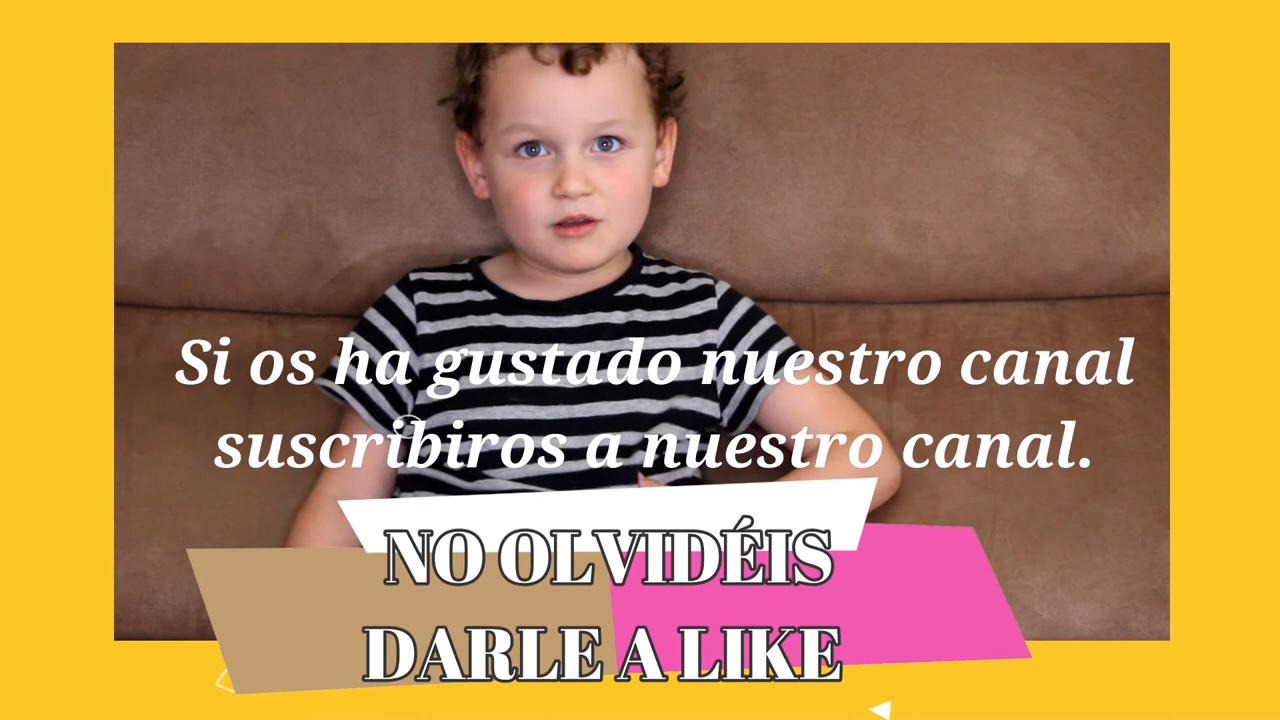 Si os ha gustado nuestro canal
suscribiros a nuestro canal.
NO OLVIDÉIS
DARLE A LIKE